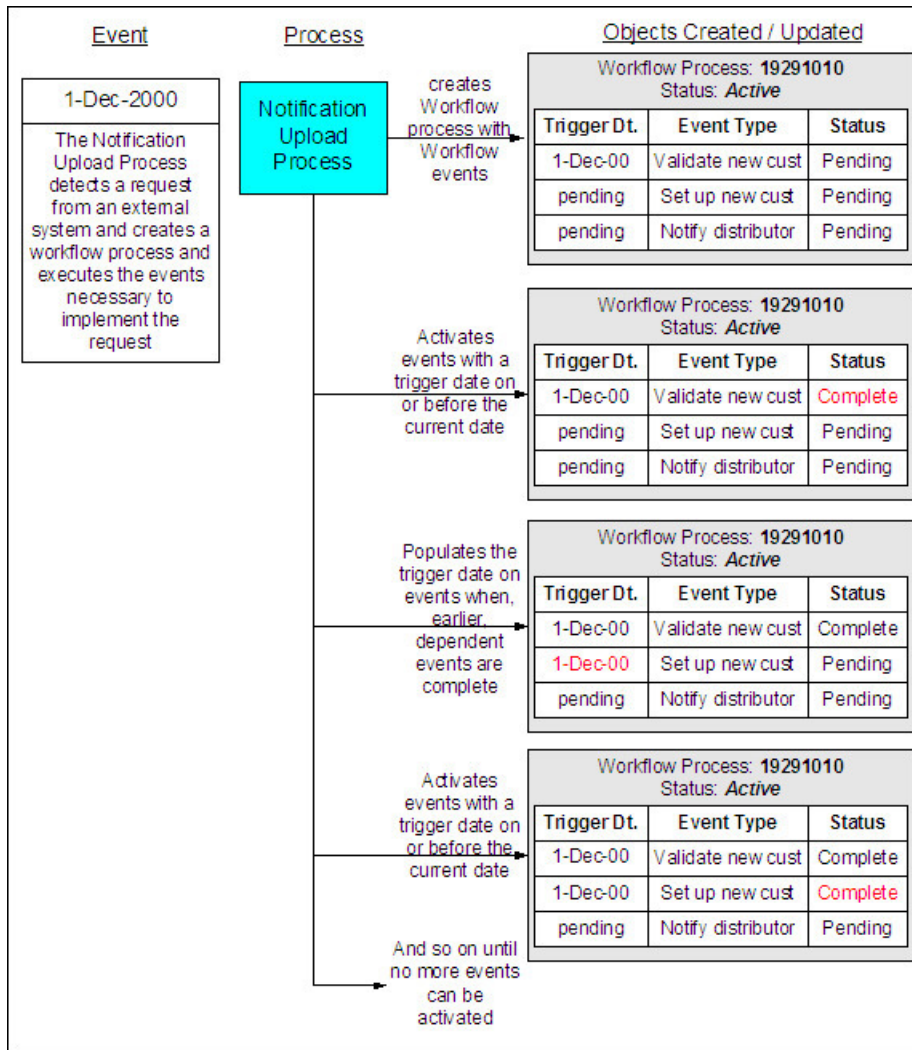 Event
Process
Objects Created / Updated
1-Dec-2000
The Notification
Upload Process
detects a request
from an external
system and creates a
workflow process and
executes the events
necessary to
implement the
request
Notification
Upload
Process
creates
Workflow
process with
Workflow
events
Workflow Process: 19291010
Status: Active
Trigger Dt. Event Type Status
1-Dec-00 Validate new cust Pending
pending Set up new cust Pending
pending Notify distributor Pending
Activates
events with a
trigger date on
or before the
current date
Workflow Process: 19291010
Status: Active
Trigger Dt. Event Type Status
1-Dec-00 Validate new cust Complete
pending Set up new cust Pending
pending Notify distributor Pending
Populates the
trigger date on
events when,
earlier,
dependent
events are
complete
Workflow Process: 19291010
Status: Active
Trigger Dt. Event Type Status
1-Dec-00 Validate new cust Complete
1-Dec-00 Set up new cust Pending
pending Notify distributor Pending
Activates
events with a
trigger date on
or before the
current date
Workflow Process: 19291010
Status: Active
Trigger Dt. Event Type Status
1-Dec-00 Validate new cust Complete
1-Dec-00 Set up new cust Complete
pending Notify distributor Pending
And so on until
no more events
can be
activated